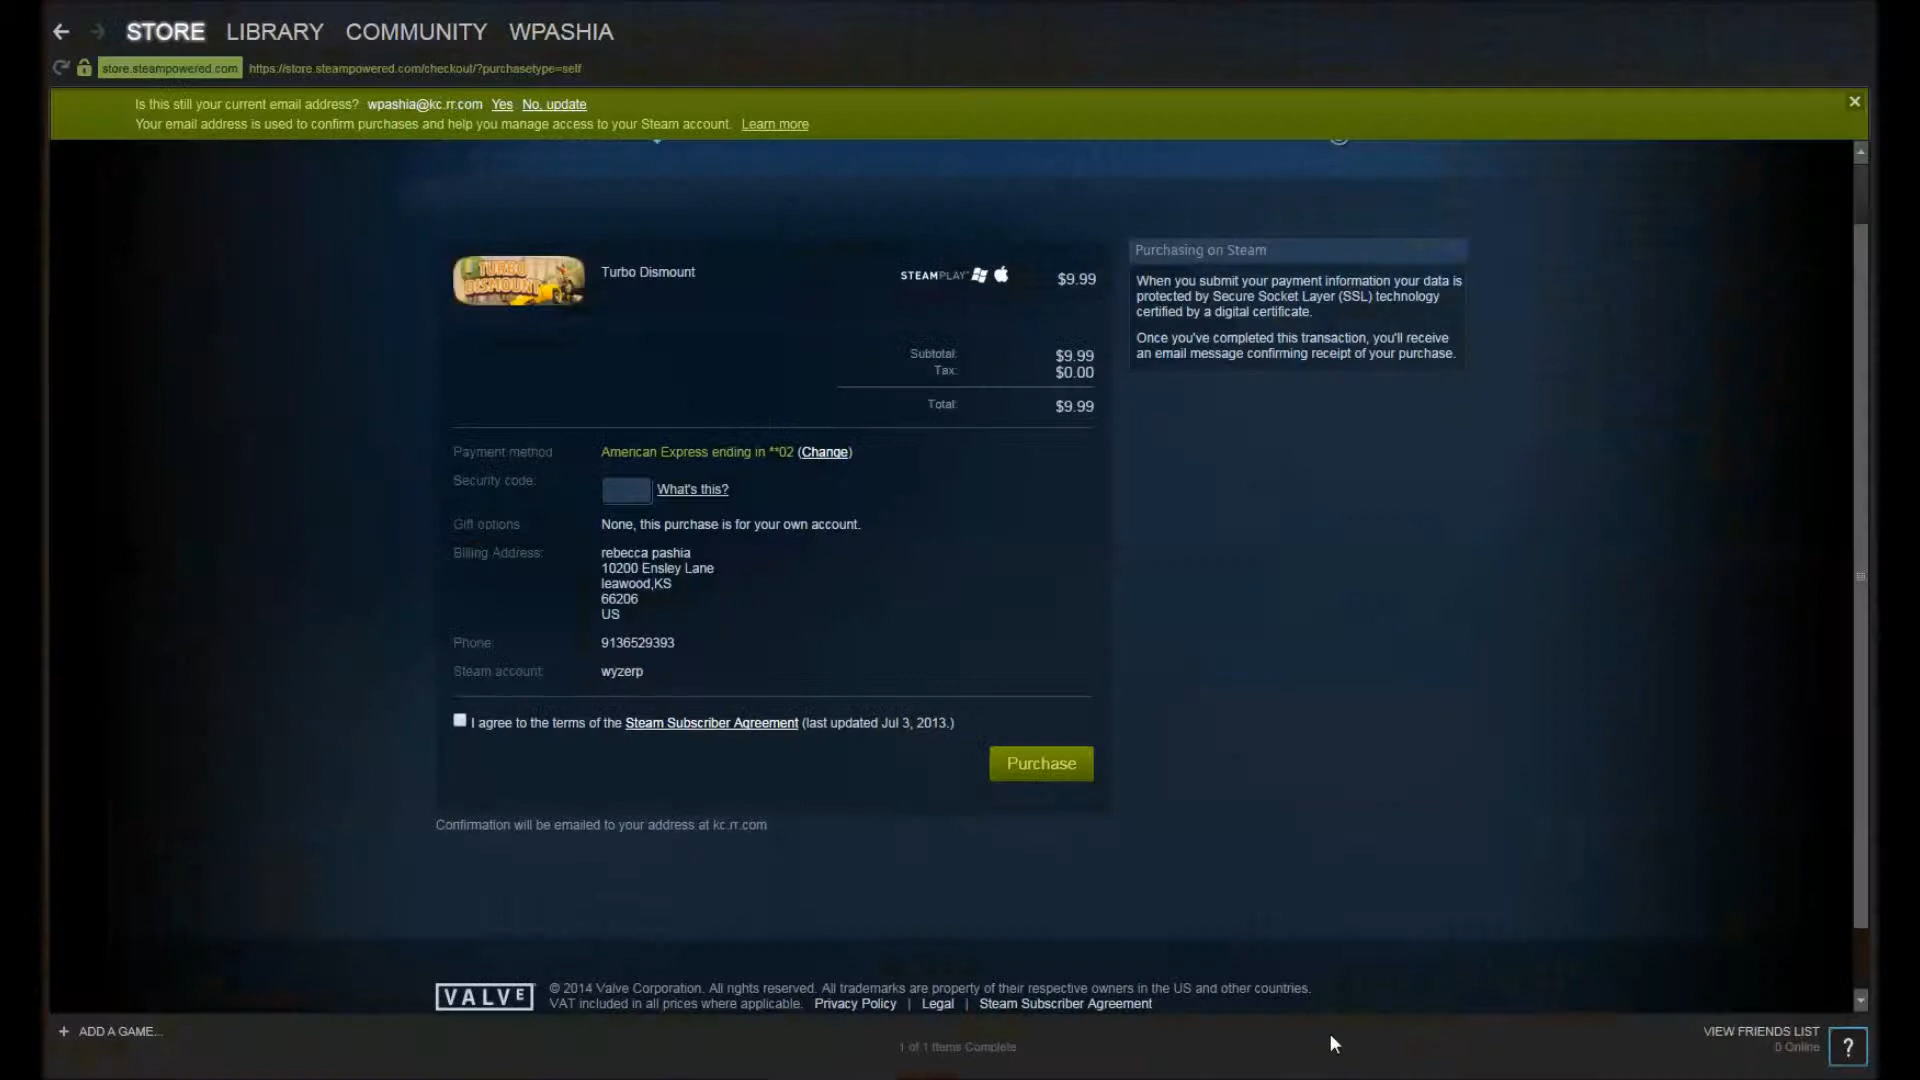 STORE LIBRARY COMMUNITY WPASHIA
store.steampowered.com https://store.steampowered.com/checkout/?purchasetype=self
Is this still your current email address? wpashia@kc.rr.com Yes No, update
Your email address is used to confirm purchases and help you manage access to your Steam account. Learn more
TURBO DISMOUNT
Turbo Dismount STEAMPLAY $9.99
Subtotal: $9.99
Tax: $0.00
Total: $9.99
Payment method American Express ending in **02 (Change)
Security code: What's this?
Gift options None, this purchase is for your own account.
Billing Address: rebecca pashia
10200 Ensley Lane
leawood,KS
66206
US
Phone: 9136529393
Steam account: wyzerp
I agree to the terms of the Steam Subscriber Agreement (last updated Jul 3, 2013.)
Purchase
Confirmation will be emailed to your address at kc.rr.com
Purchasing on Steam
When you submit your payment information your data is
protected by Secure Socket Layer (SSL) technology
certified by a digital certificate.
Once you've completed this transaction, you'll receive
an email message confirming receipt of your purchase.
VALVE
© 2014 Valve Corporation. All rights reserved. All trademarks are property of their respective owners in the US and other countries.
VAT included in all prices where applicable. Privacy Policy | Legal | Steam Subscriber Agreement
+ ADD A GAME...
1 of 1 Items Complete
VIEW FRIENDS LIST
0 Online
?